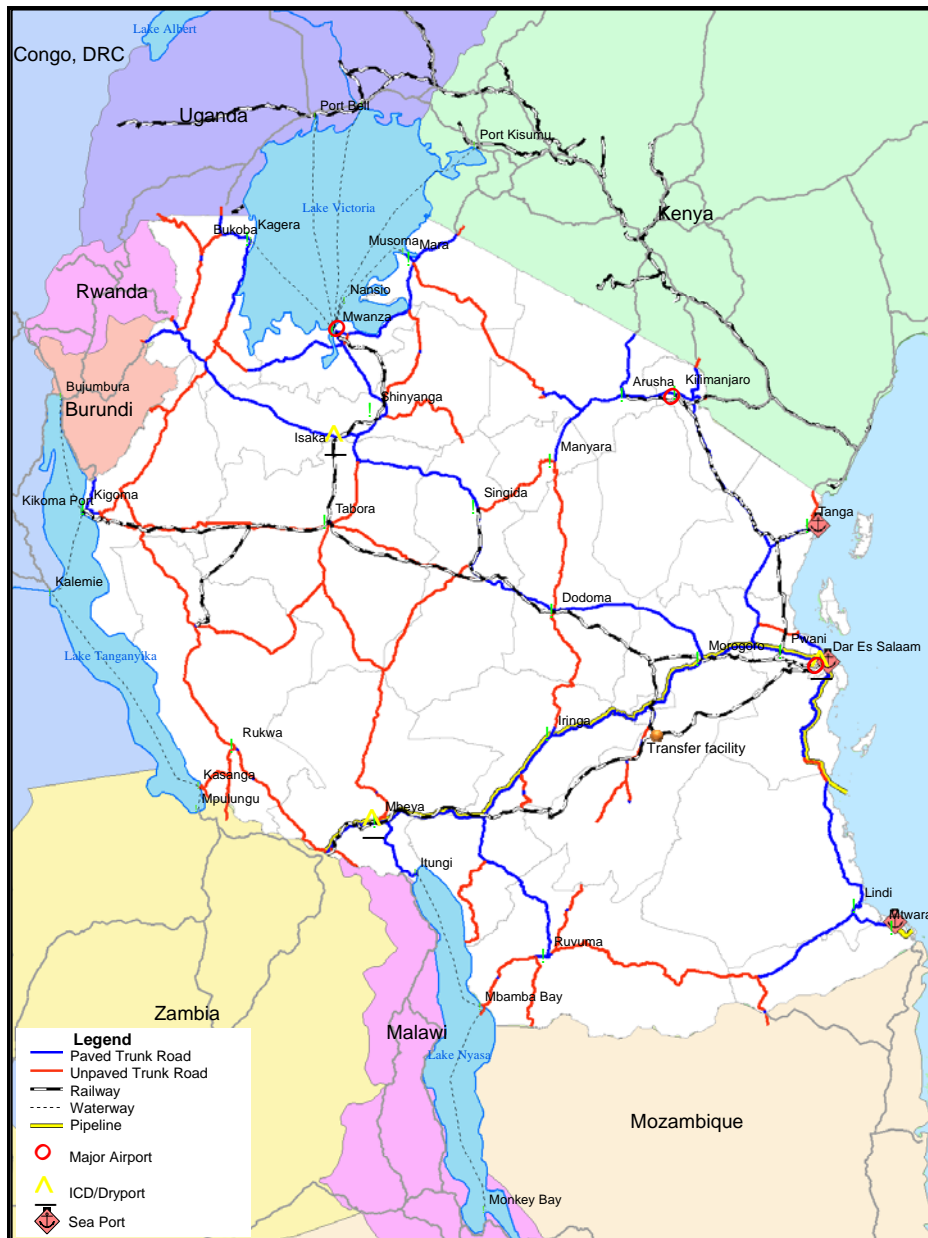 Lake Albert
Congo, DRC
Uganda
Port Bell
Port Kisumu
Lake Victoria
Kenya
Kagera
Bukoba
Musoma
Mara
Rwanda
Nansio
Mwanza
Bujumbura
Burundi
Shinyanga
Arusha
Kilimanjaro
Isaka
Manyara
Kikoma Port
Kigoma
Singida
Tabora
Tanga
Kalemie
Dodoma
Lake Tanganyika
Morogoro
Pwani
Dar Es Salaam
Iringa
Rukwa
Transfer facility
Kasanga
Mpulungu
Mbeya
Itungi
Lindi
Mtwara
Ruvuma
Mbamba Bay
Zambia
Malawi
Lake Nyasa
Mozambique
Monkey Bay
Legend
Paved Trunk Road
Unpaved Trunk Road
Railway
Waterway
Pipeline
Major Airport
ICD/Dryport
Sea Port